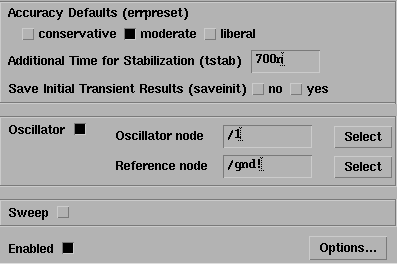 Accuracy Defaults (errpreset)
conservative moderate liberal
Additional Time for Stabilization (tstab) 700n
Save Initial Transient Results (saveinit) no yes
Oscillator Oscillator node /1 Select
Reference node /gnd! Select
Sweep
Enabled Options...